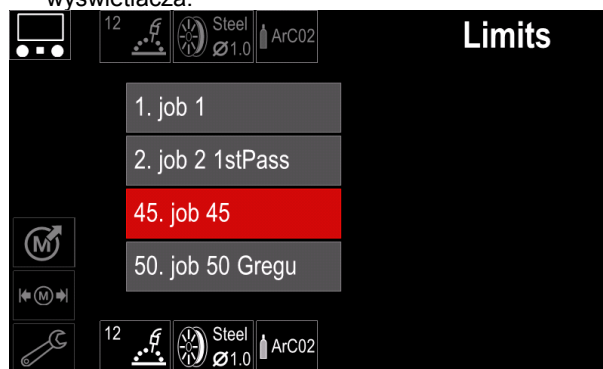 wyświetlacza.
12 Steel Ø1.0 ArC02 Limits
1. job 1
2. job 2 1stPass
45. job 45
50. job 50 Gregu
M
M
12 Steel Ø1.0 ArC02